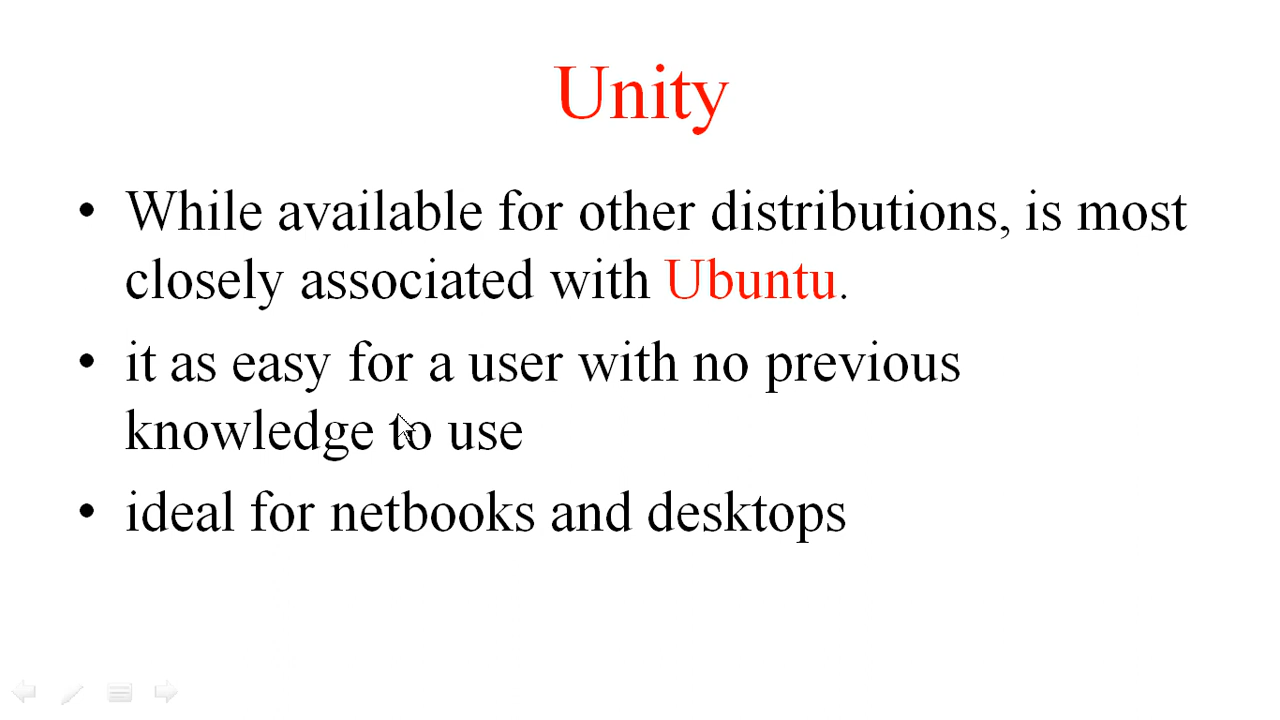 Unity
• While available for other distributions, is most
closely associated with Ubuntu.
• it as easy for a user with no previous
knowledge to use
• ideal for netbooks and desktops